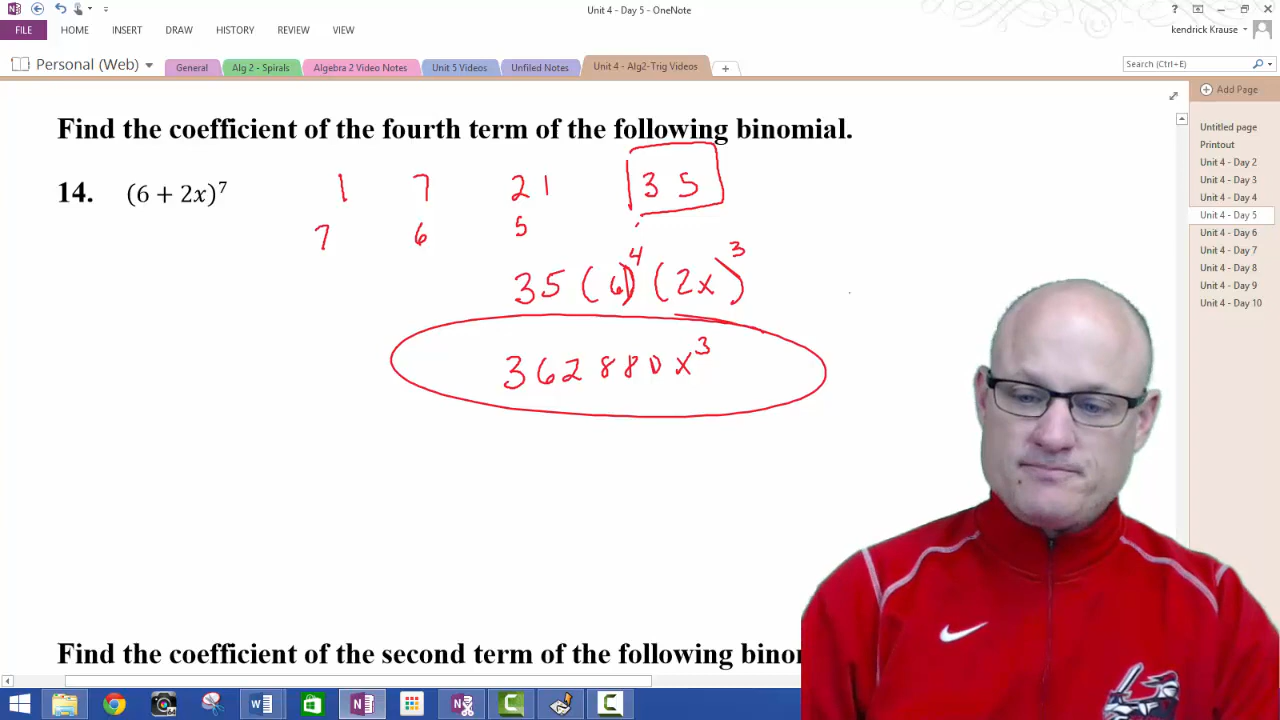 Unit 4 - Day 5 - OneNote
FILE HOME INSERT DRAW HISTORY REVIEW VIEW
kendrick Krause
Personal (Web) General Alg 2 - Spirals Algebra 2 Video Notes Unit 5 Videos Unfiled Notes Unit 4 - Alg2-Trig Videos +
Search (Ctrl+E)
Add Page
Untitled page
Printout
Unit 4 - Day 2
Unit 4 - Day 3
Unit 4 - Day 4
Unit 4 - Day 5
Unit 4 - Day 6
Unit 4 - Day 7
Unit 4 - Day 8
Unit 4 - Day 9
Unit 4 - Day 10
Find the coefficient of the fourth term of the following binomial.
14. (6 + 2x)⁷ 1 7 21 35
7 6 5
35 (6)⁴ (2x)³
362880x³
Find the coefficient of the second term of the following
64